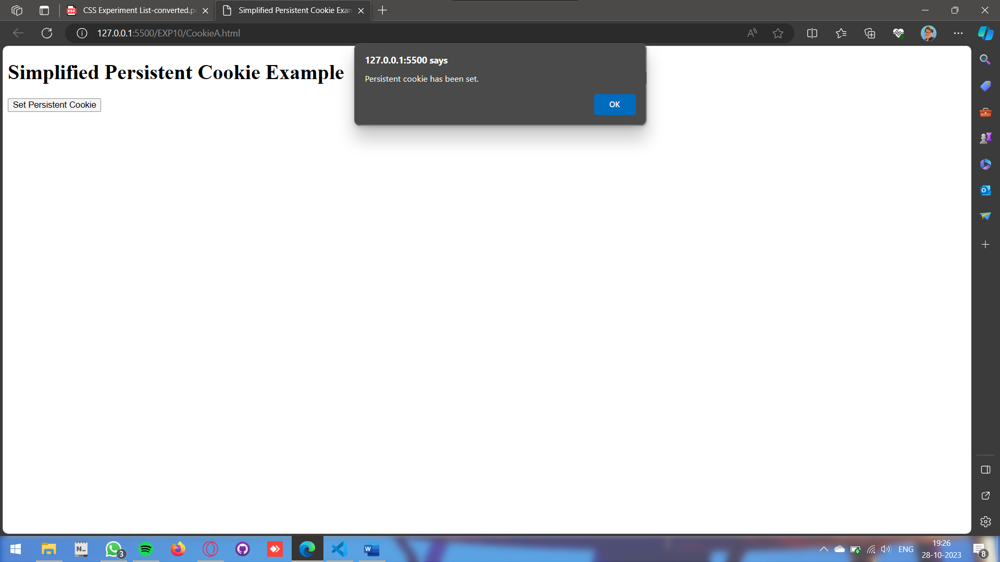 CSS Experiment List-converted.p
Simplified Persistent Cookie Exan
127.0.0.1:5500/EXP10/CookieA.html
127.0.0.1:5500 says
Persistent cookie has been set.
OK
Simplified Persistent Cookie Example
Set Persistent Cookie
3
ENG
19:26
28-10-2023
8